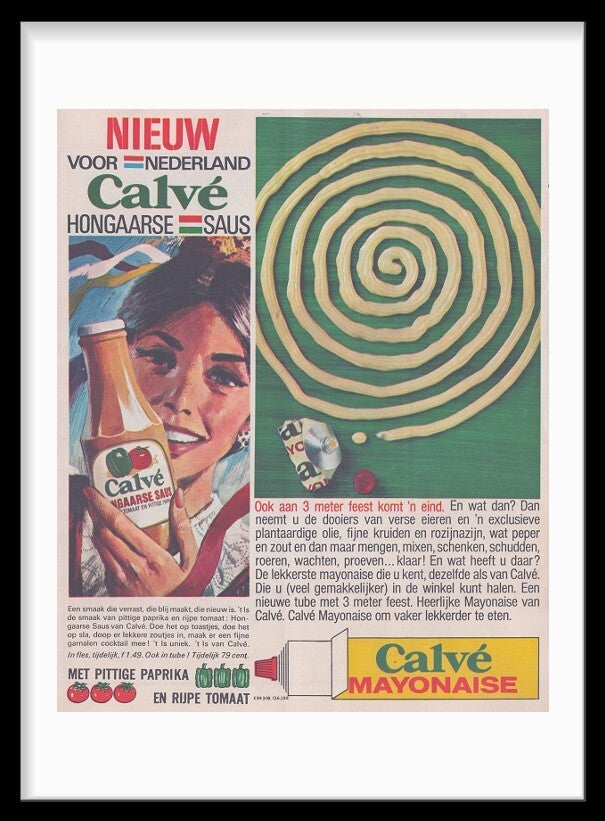 NIEUW
VOOR NEDERLAND
Calvé
HONGAARSE SAUS
Calvé
NGAARSE SAUS
TOMAAT EN PITTIGE
Een smaak die verrast, die blij maakt, die nieuw is. 't Is
de smaak van pittige paprika en rijpe tomaat: Hon-
gaarse Saus van Calvé. Doe het op toastjes, doe het
op sla, doop er lekkere zoutjes in, maak er een fijne
garnalen cocktail mee! 't Is uniek, 't Is van Calvé.
In fles, tijdelijk, f 1.49. Ook in tube! Tijdelijk 79 cent.
MET PITTIGE PAPRIKA
EN RIJPE TOMAAT
Ook aan 3 meter feest komt 'n eind. En wat dan? Dan
neemt u de dooiers van verse eieren en 'n exclusieve
plantaardige olie, fijne kruiden en rozijnazijn, wat peper
en zout en dan maar mengen, mixen, schenken, schudden,
roeren, wachten, proeven... klaar! En wat heeft u daar?
De lekkerste mayonaise die u kent, dezelfde als van Calvé.
Die u (veel gemakkelijker) in de winkel kunt halen. Een
nieuwe tube met 3 meter feest. Heerlijke Mayonaise van
Calvé. Calvé Mayonaise om vaker lekkerder te eten.
Calvé
MAYONAISE